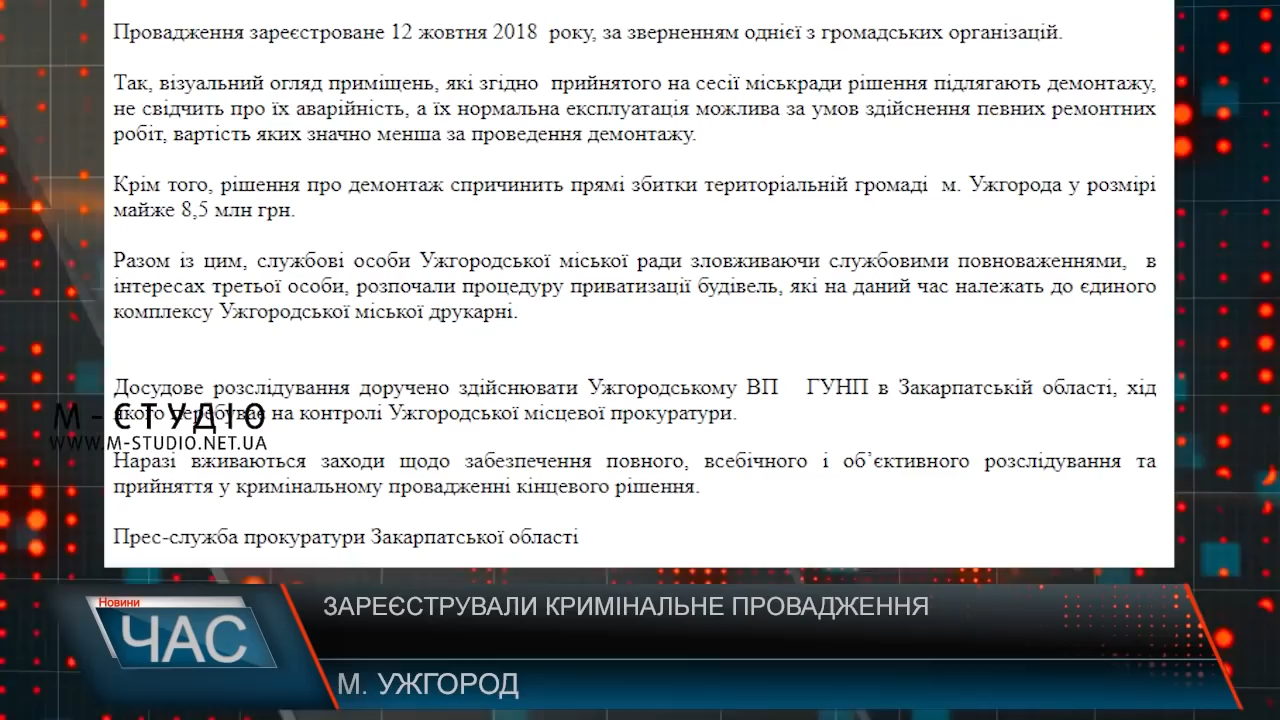 Провадження зареєстроване 12 жовтня 2018 року, за зверненням однієї з громадських організацій.
Так, візуальний огляд приміщень, які згідно прийнятого на сесії міськради рішення підлягають демонтажу,
не свідчить про їх аварійність, а їх нормальна експлуатація можлива за умов здійснення певних ремонтних
робіт, вартість яких значно менша за проведення демонтажу.
Крім того, рішення про демонтаж спричинить прямі збитки територіальній громаді м. Ужгорода у розмірі
майже 8,5 млн грн.
Разом із цим, службові особи Ужгородської міської ради зловживаючи службовими повноваженнями, в
інтересах третьої особи, розпочали процедуру приватизації будівель, які на даний час належать до єдиного
комплексу Ужгородської міської друкарні.
Досудове розслідування доручено здійснювати Ужгородському ВП ГУНП в Закарпатській області, хід
якого перебуває на контролі Ужгородської місцевої прокуратури.
М-СТУДІО
WWW.M-STUDIO.NET.UA
Наразі вживаються заходи щодо забезпечення повного, всебічного і об’єктивного розслідування та
прийняття у кримінальному провадженні кінцевого рішення.
Прес-служба прокуратури Закарпатської області
Новини
ЧАС
ЗАРЕЄСТРУВАЛИ КРИМІНАЛЬНЕ ПРОВАДЖЕННЯ
М. УЖГОРОД